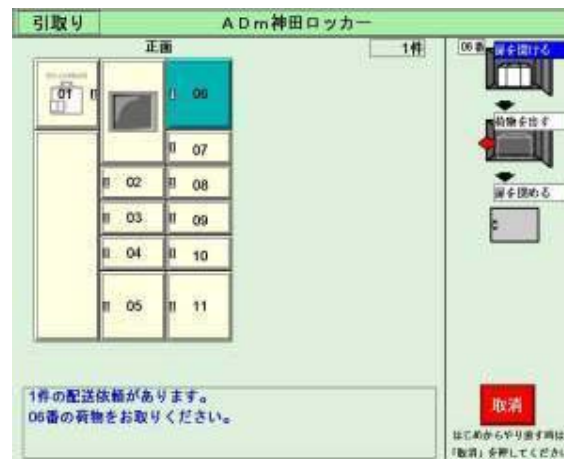 引取り
ADm神田ロッカー
正面
1件
06番
扉を開ける
01
06
07
荷物を出す
02
08
扉を閉める
03
09
04
10
05
11
1件の配送依頼があります。
06番の荷物をお取りください。
取消
はじめからやり直す時は
「取消」を押してくださ